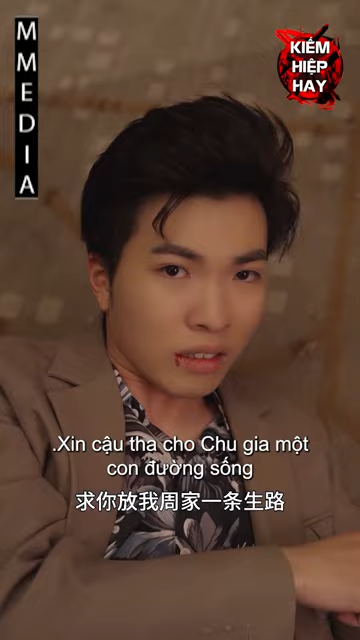 MMEDIA
KIẾM
HIỆP
HAY
.Xin cậu tha cho Chu gia một
con đường sống
求你放我周家一条生路